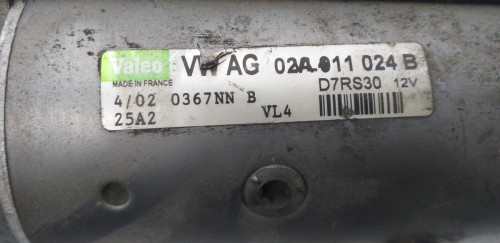 Valeo VW AG 02A.911 024 B
MADE IN FRANCE D7RS30 12V
4/02 0367NN B
25A2 VL4